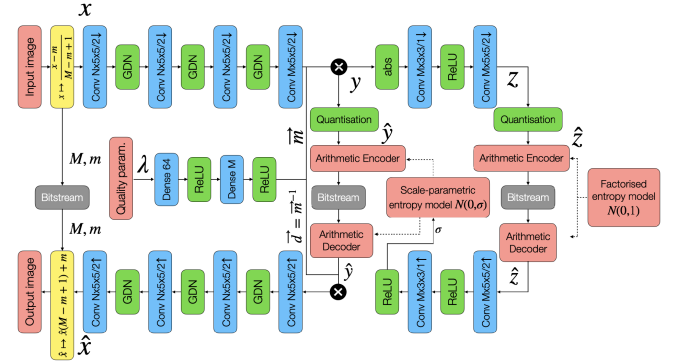 x
Input image
x ↦ x − m / M − m + 1
Conv Nx5x5/2↓
GDN
Conv Nx5x5/2↓
GDN
Conv Nx5x5/2↓
GDN
Conv Mx5x5/2↓
y
abs
Conv Mx3x3/1↓
ReLU
Conv Mx5x5/2↓
z
Quantisation
ŷ
Quantisation
ẑ
M, m
Quality param.
λ
Dense 64
ReLU
Dense M
ReLU
m⃗
Arithmetic Encoder
Arithmetic Encoder
Bitstream
Bitstream
Scale-parametric
entropy model N(0,σ)
Bitstream
Factorised
entropy model
N(0,1)
M, m
d⃗ = m⃗⁻¹
Arithmetic
Decoder
σ
Arithmetic
Decoder
ŷ
ẑ
Output image
x̂ ↦ x̂(M − m + 1) + m
Conv Nx5x5/2↑
GDN
Conv Nx5x5/2↑
GDN
Conv Nx5x5/2↑
GDN
Conv Nx5x5/2↑
ReLU
Conv Mx3x3/1↑
ReLU
Conv Mx5x5/2↑
x̂